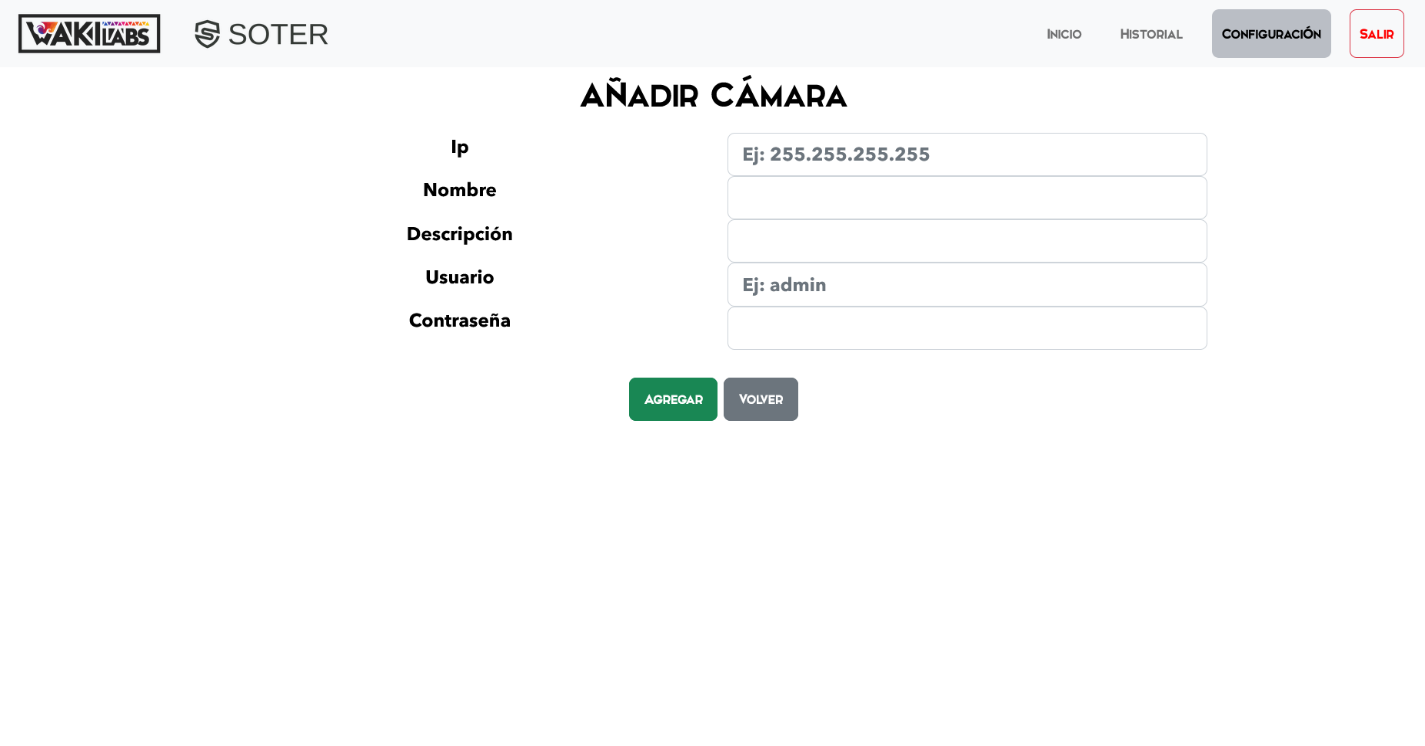 WAKI LABS SOTER Inicio Historial Configuración Salir
Añadir Cámara
Ip Ej: 255.255.255.255
Nombre
Descripción
Usuario Ej: admin
Contraseña
Agregar Volver